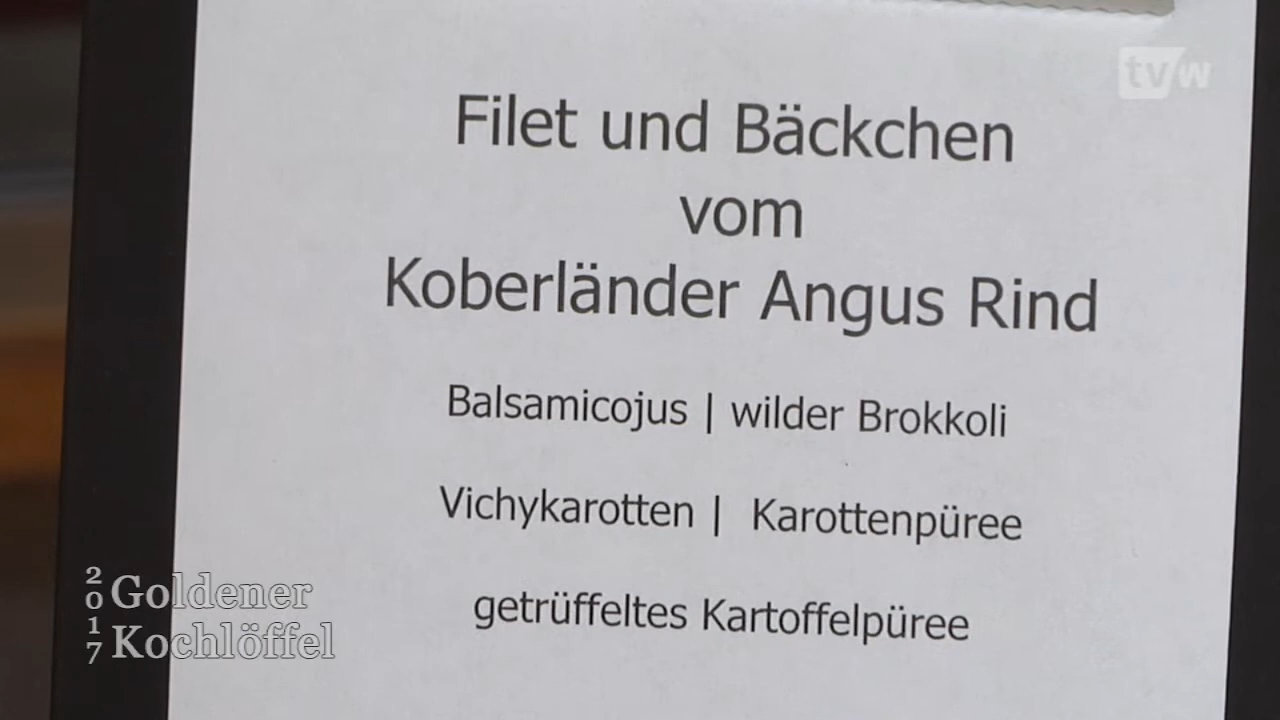 tvw
Filet und Bäckchen
vom
Koberländer Angus Rind
Balsamicojus | wilder Brokkoli
Vichykarotten | Karottenpüree
getrüffeltes Kartoffelpüree
2017 Goldener
Kochlöffel